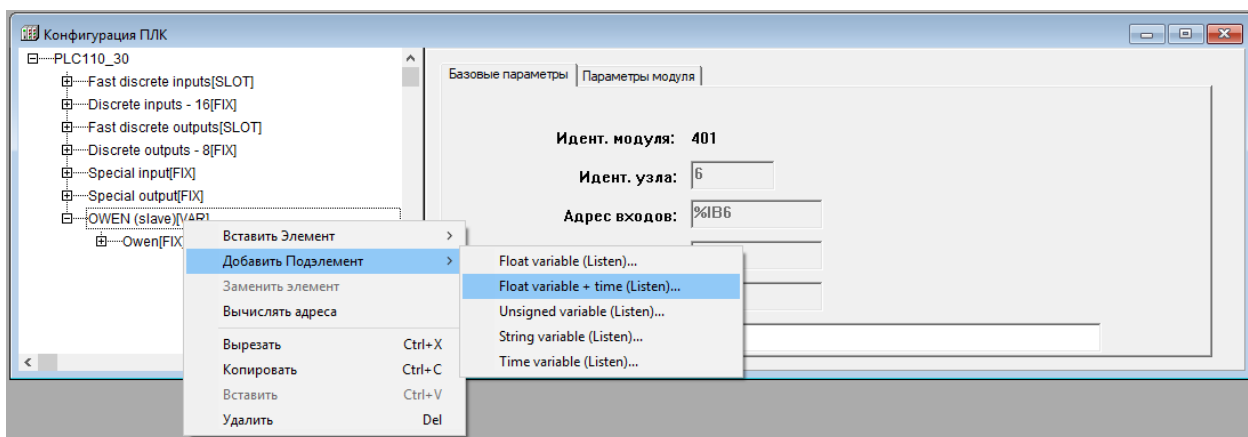 Конфигурация ПЛК
PLC110_30
Fast discrete inputs[SLOT]
Discrete inputs - 16[FIX]
Fast discrete outputs[SLOT]
Discrete outputs - 8[FIX]
Special input[FIX]
Special output[FIX]
OWEN (slave)[VAR]
Owen[FIX]
Базовые параметры
Параметры модуля
Идент. модуля: 401
Идент. узла: 6
Адрес входов: %IB6
Вставить Элемент
Добавить Подэлемент
Заменить элемент
Вычислять адреса
Вырезать Ctrl+X
Копировать Ctrl+C
Вставить Ctrl+V
Удалить Del
Float variable (Listen)...
Float variable + time (Listen)...
Unsigned variable (Listen)...
String variable (Listen)...
Time variable (Listen)...